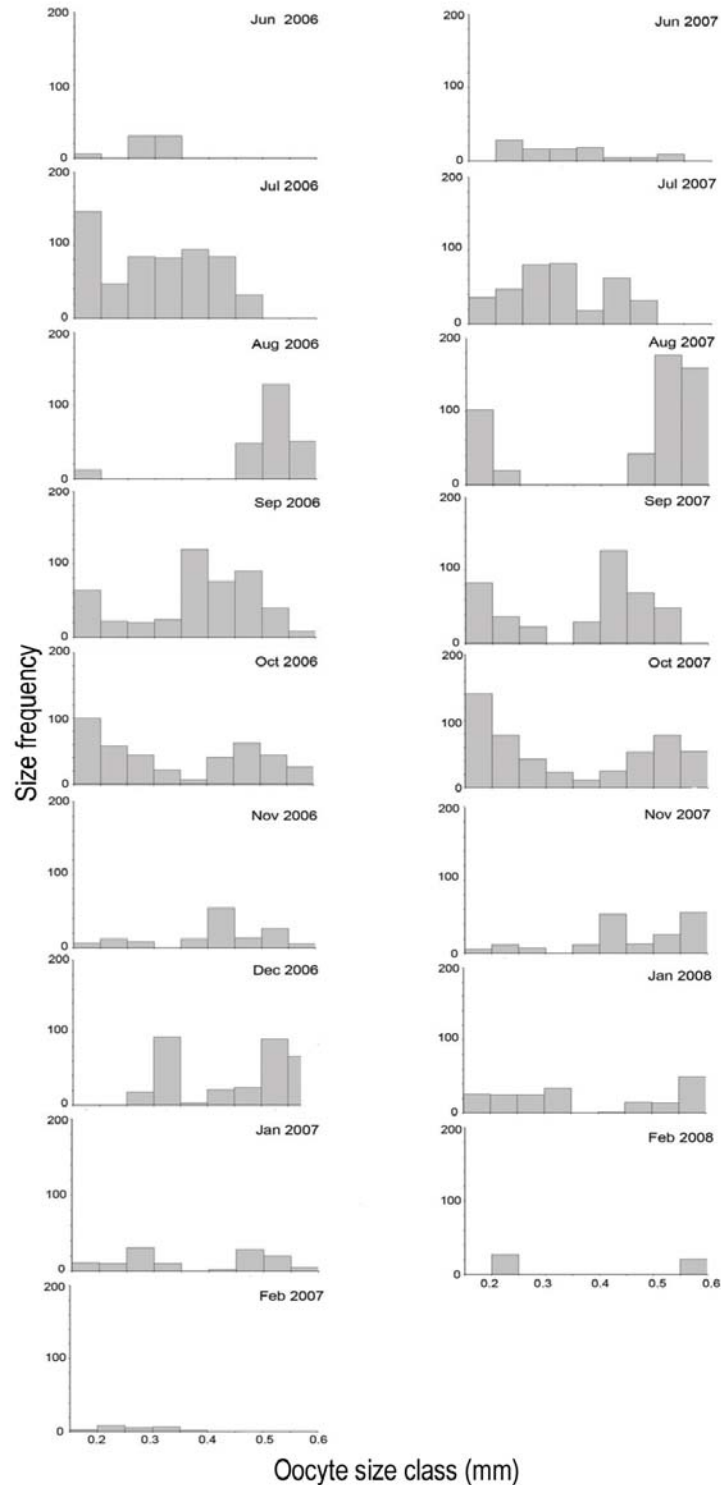 200
Jun 2006
100
0
200
Jun 2007
100
0
200
Jul 2006
100
0
200
Jul 2007
100
0
200
Aug 2006
100
0
200
Aug 2007
100
0
200
Sep 2006
100
0
200
Sep 2007
100
0
Size frequency
200
Oct 2006
100
0
200
Oct 2007
100
0
200
Nov 2006
100
0
200
Nov 2007
100
0
200
Dec 2006
100
0
200
Jan 2008
100
0
200
Jan 2007
100
0
200
Feb 2008
100
0
0.2 0.3 0.4 0.5 0.6
200
Feb 2007
100
0
0.2 0.3 0.4 0.5 0.6
Oocyte size class (mm)